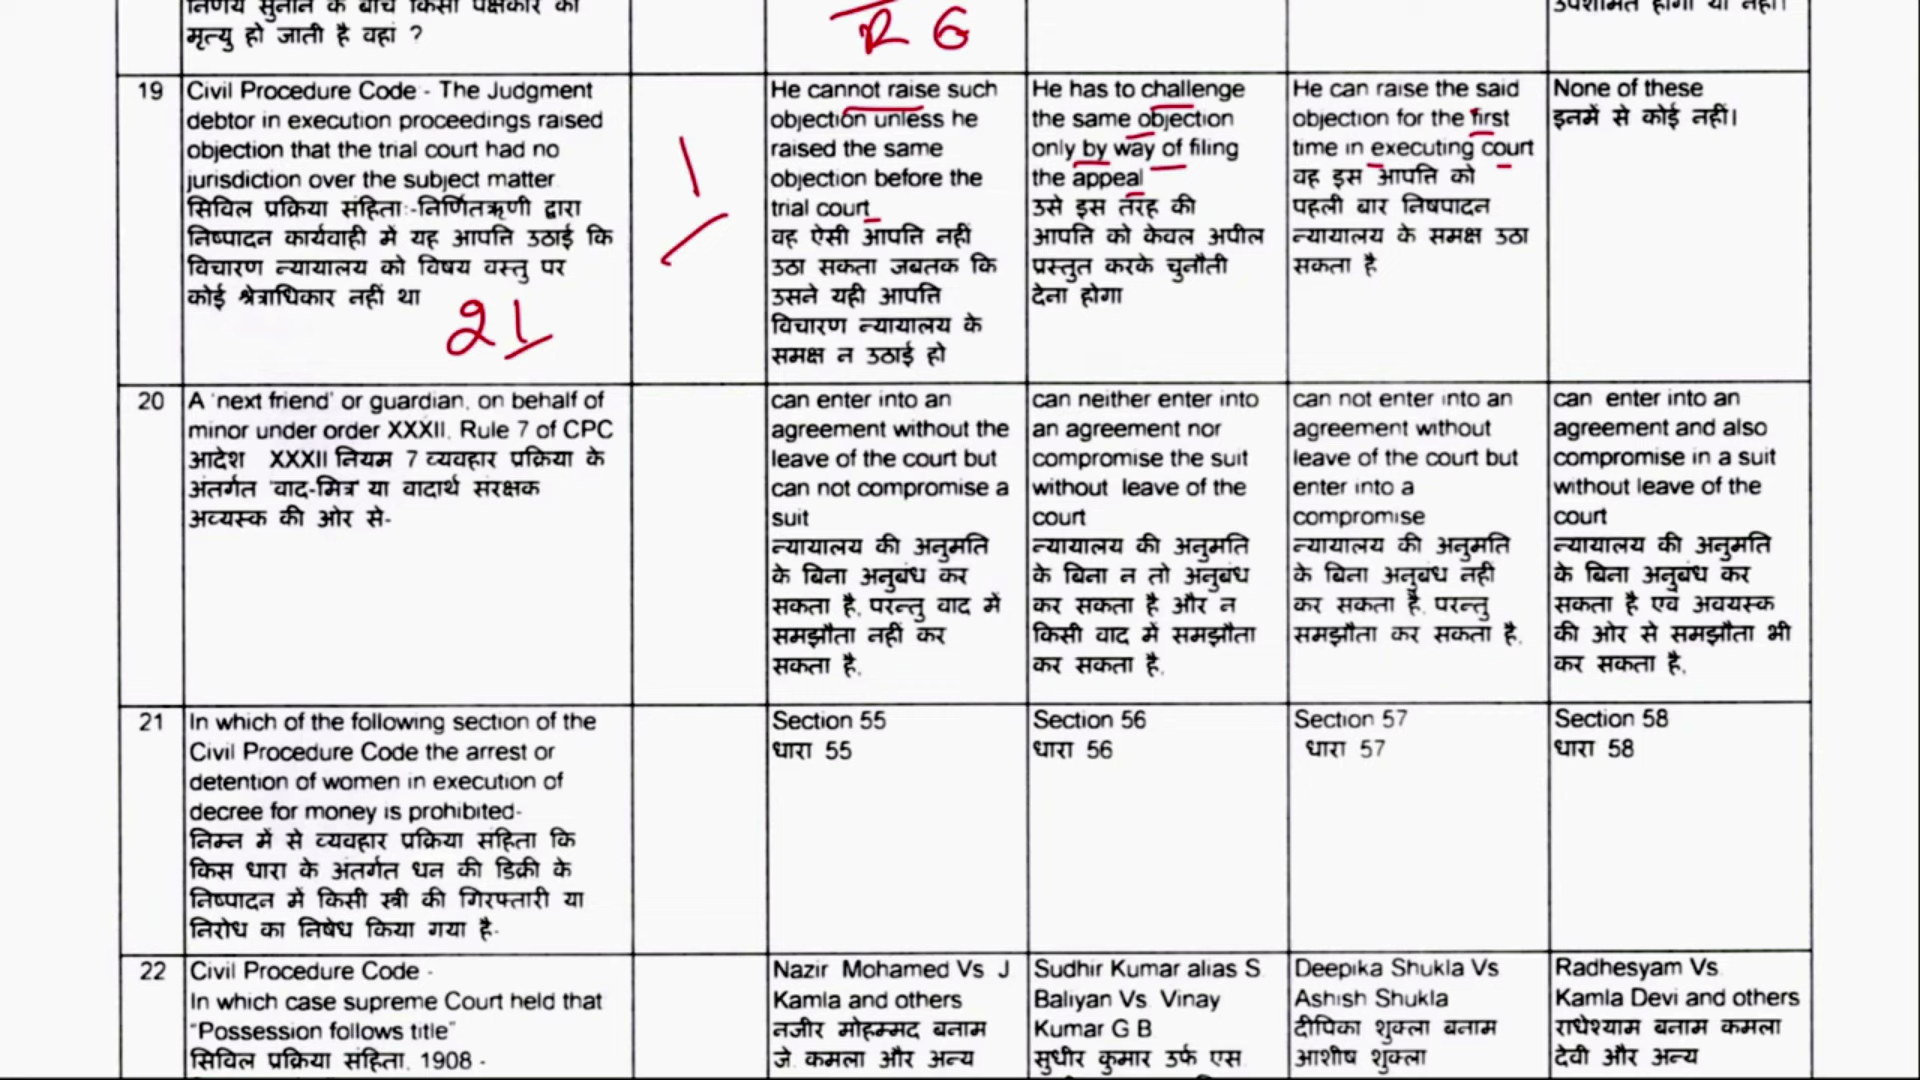 निर्णय सुनाने के बीच किसी पक्षकार की
मृत्यु हो जाती है वहां ?
R 6
उपशमित होगा या नहीं।
19
Civil Procedure Code - The Judgment
debtor in execution proceedings raised
objection that the trial court had no
jurisdiction over the subject matter
सिविल प्रक्रिया संहिता:-निर्णितऋणी द्वारा
निष्पादन कार्यवाही में यह आपत्ति उठाई कि
विचारण न्यायालय को विषय वस्तु पर
कोई श्रेत्राधिकार नहीं था
21
1
He cannot raise such
objection unless he
raised the same
objection before the
trial court
वह ऐसी आपत्ति नहीं
उठा सकता जबतक कि
उसने यही आपत्ति
विचारण न्यायालय के
समक्ष न उठाई हो
He has to challenge
the same objection
only by way of filing
the appeal
उसे इस तरह की
आपत्ति को केवल अपील
प्रस्तुत करके चुनौती
देना होगा
He can raise the said
objection for the first
time in executing court
वह इस आपत्ति को
पहली बार निषपादन
न्यायालय के समक्ष उठा
सकता है
None of these
इनमें से कोई नहीं।
20
A 'next friend' or guardian, on behalf of
minor under order XXXII, Rule 7 of CPC
आदेश XXXII नियम 7 व्यवहार प्रक्रिया के
अंतर्गत 'वाद-मित्र' या वादार्थ संरक्षक
अव्यस्क की ओर से-
can enter into an
agreement without the
leave of the court but
can not compromise a
suit
न्यायालय की अनुमति
के बिना अनुबंध कर
सकता है, परन्तु वाद में
समझौता नहीं कर
सकता है,
can neither enter into
an agreement nor
compromise the suit
without leave of the
court
न्यायालय की अनुमति
के बिना न तो अनुबंध
कर सकता है और न
किसी वाद में समझौता
कर सकता है,
can not enter into an
agreement without
leave of the court but
enter into a
compromise
न्यायालय की अनुमति
के बिना अनुबंध नहीं
कर सकता है, परन्तु
समझौता कर सकता है,
can enter into an
agreement and also
compromise in a suit
without leave of the
court
न्यायालय की अनुमति
के बिना अनुबंध कर
सकता है एवं अवयस्क
की ओर से समझौता भी
कर सकता है,
21
In which of the following section of the
Civil Procedure Code the arrest or
detention of women in execution of
decree for money is prohibited-
निम्न में से व्यवहार प्रक्रिया संहिता कि
किस धारा के अंतर्गत धन की डिक्री के
निष्पादन में किसी स्त्री की गिरफ्तारी या
निरोध का निषेध किया गया है-
Section 55
धारा 55
Section 56
धारा 56
Section 57
धारा 57
Section 58
धारा 58
22
Civil Procedure Code -
In which case supreme Court held that
"Possession follows title"
सिविल प्रक्रिया संहिता, 1908 -
Nazir Mohamed Vs J
Kamla and others
नजीर मोहम्मद बनाम
जे. कमला और अन्य
Sudhir Kumar alias S
Baliyan Vs. Vinay
Kumar G B
सुधीर कुमार उर्फ एस
Deepika Shukla Vs
Ashish Shukla
दीपिका शुक्ला बनाम
आशीष शुक्ला
Radhesyam Vs
Kamla Devi and others
राधेश्याम बनाम कमला
देवी और अन्य